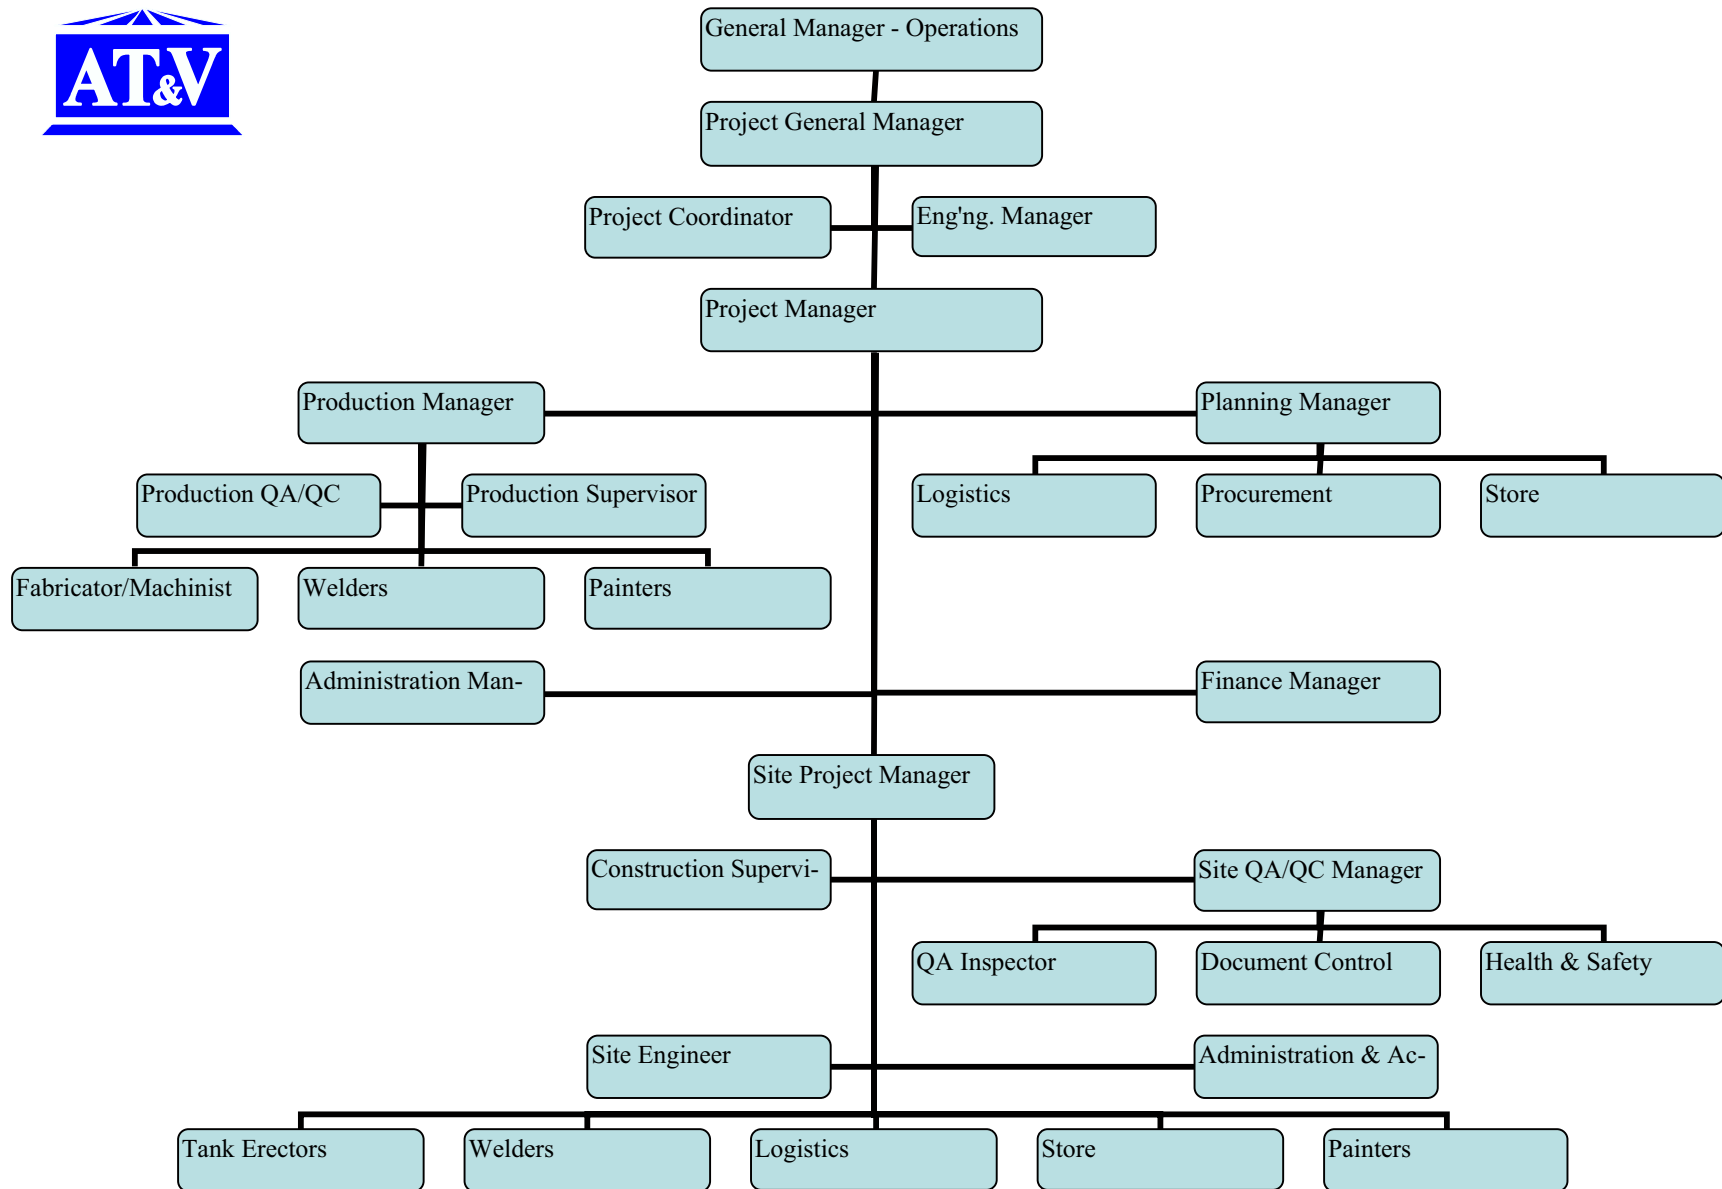 AT&V
General Manager - Operations
Project General Manager
Project Coordinator
Eng'ng. Manager
Project Manager
Production Manager
Planning Manager
Production QA/QC
Production Supervisor
Logistics
Procurement
Store
Fabricator/Machinist
Welders
Painters
Administration Man-
Finance Manager
Site Project Manager
Construction Supervi-
Site QA/QC Manager
QA Inspector
Document Control
Health & Safety
Site Engineer
Administration & Ac-
Tank Erectors
Welders
Logistics
Store
Painters